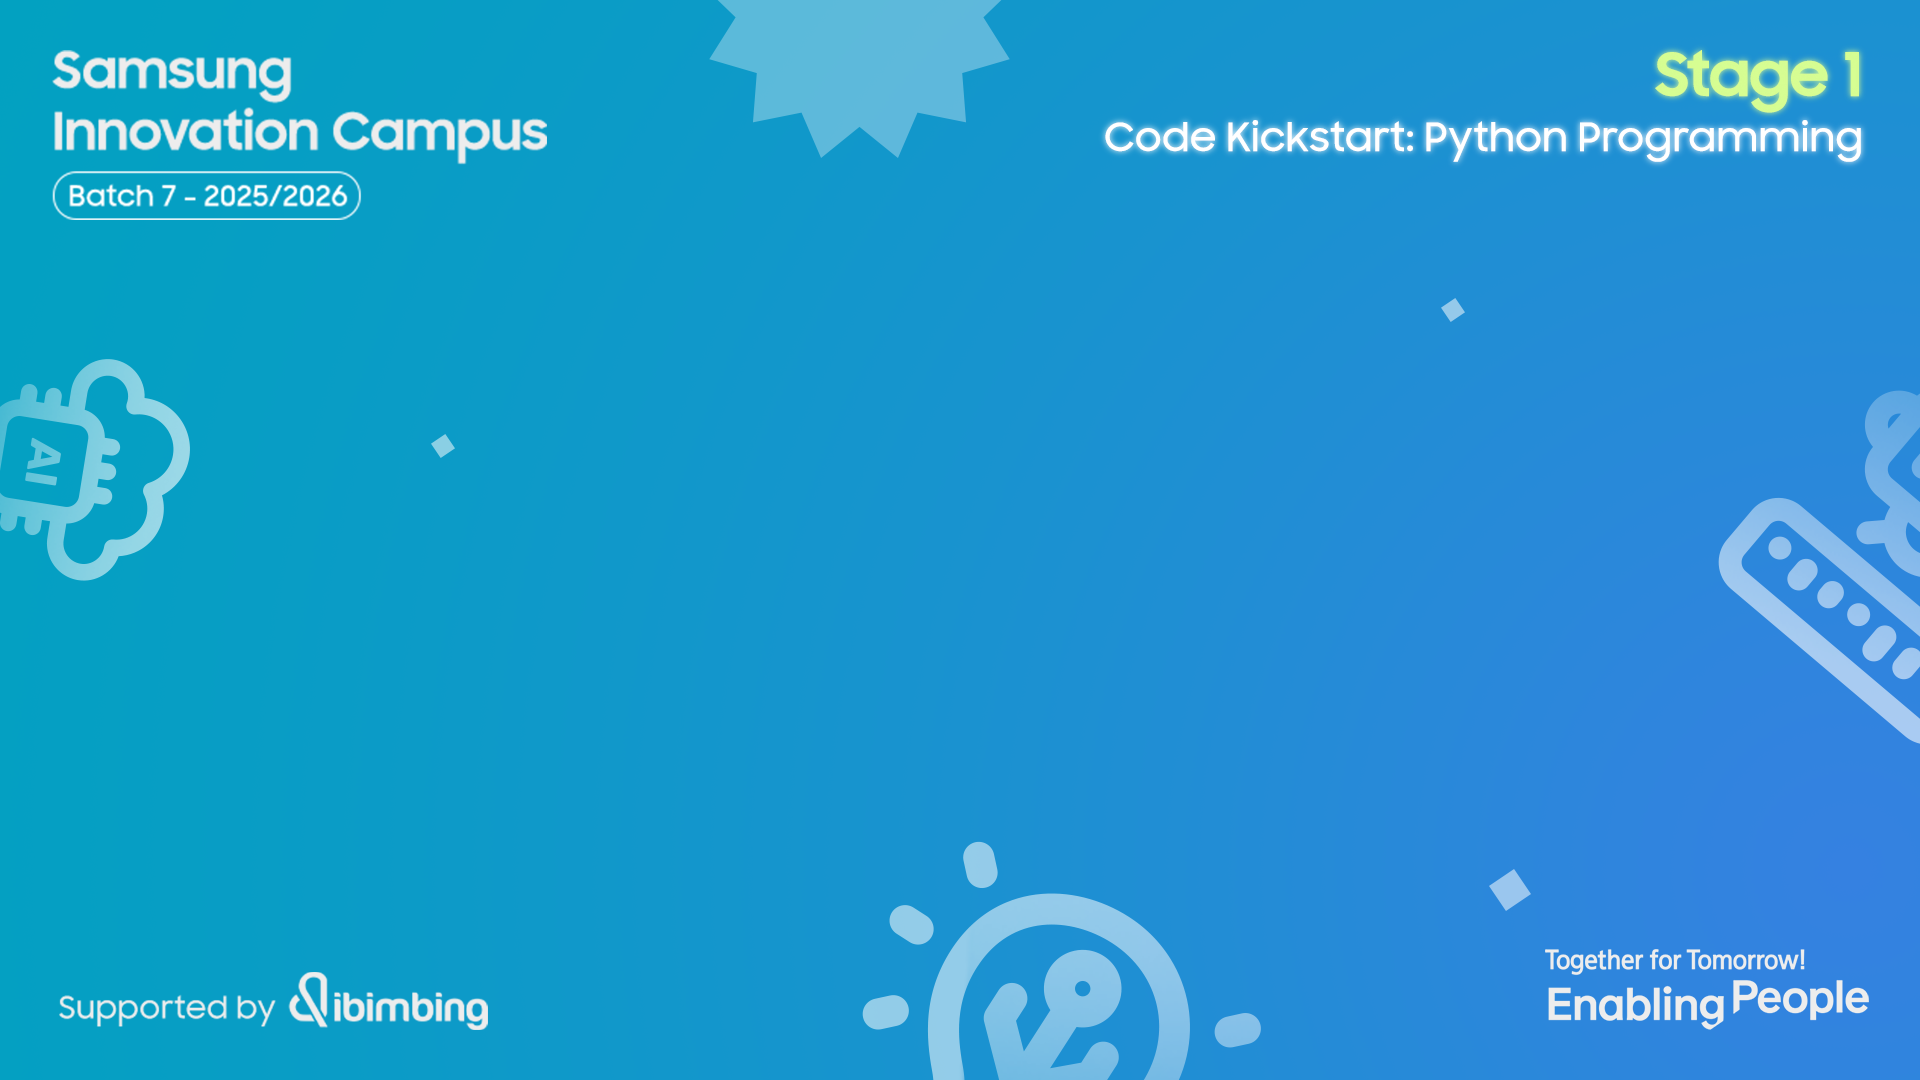 Samsung
Innovation Campus
Batch 7 - 2025/2026
Stage 1
Code Kickstart: Python Programming
AI
Supported by ibimbing
Together for Tomorrow!
Enabling People